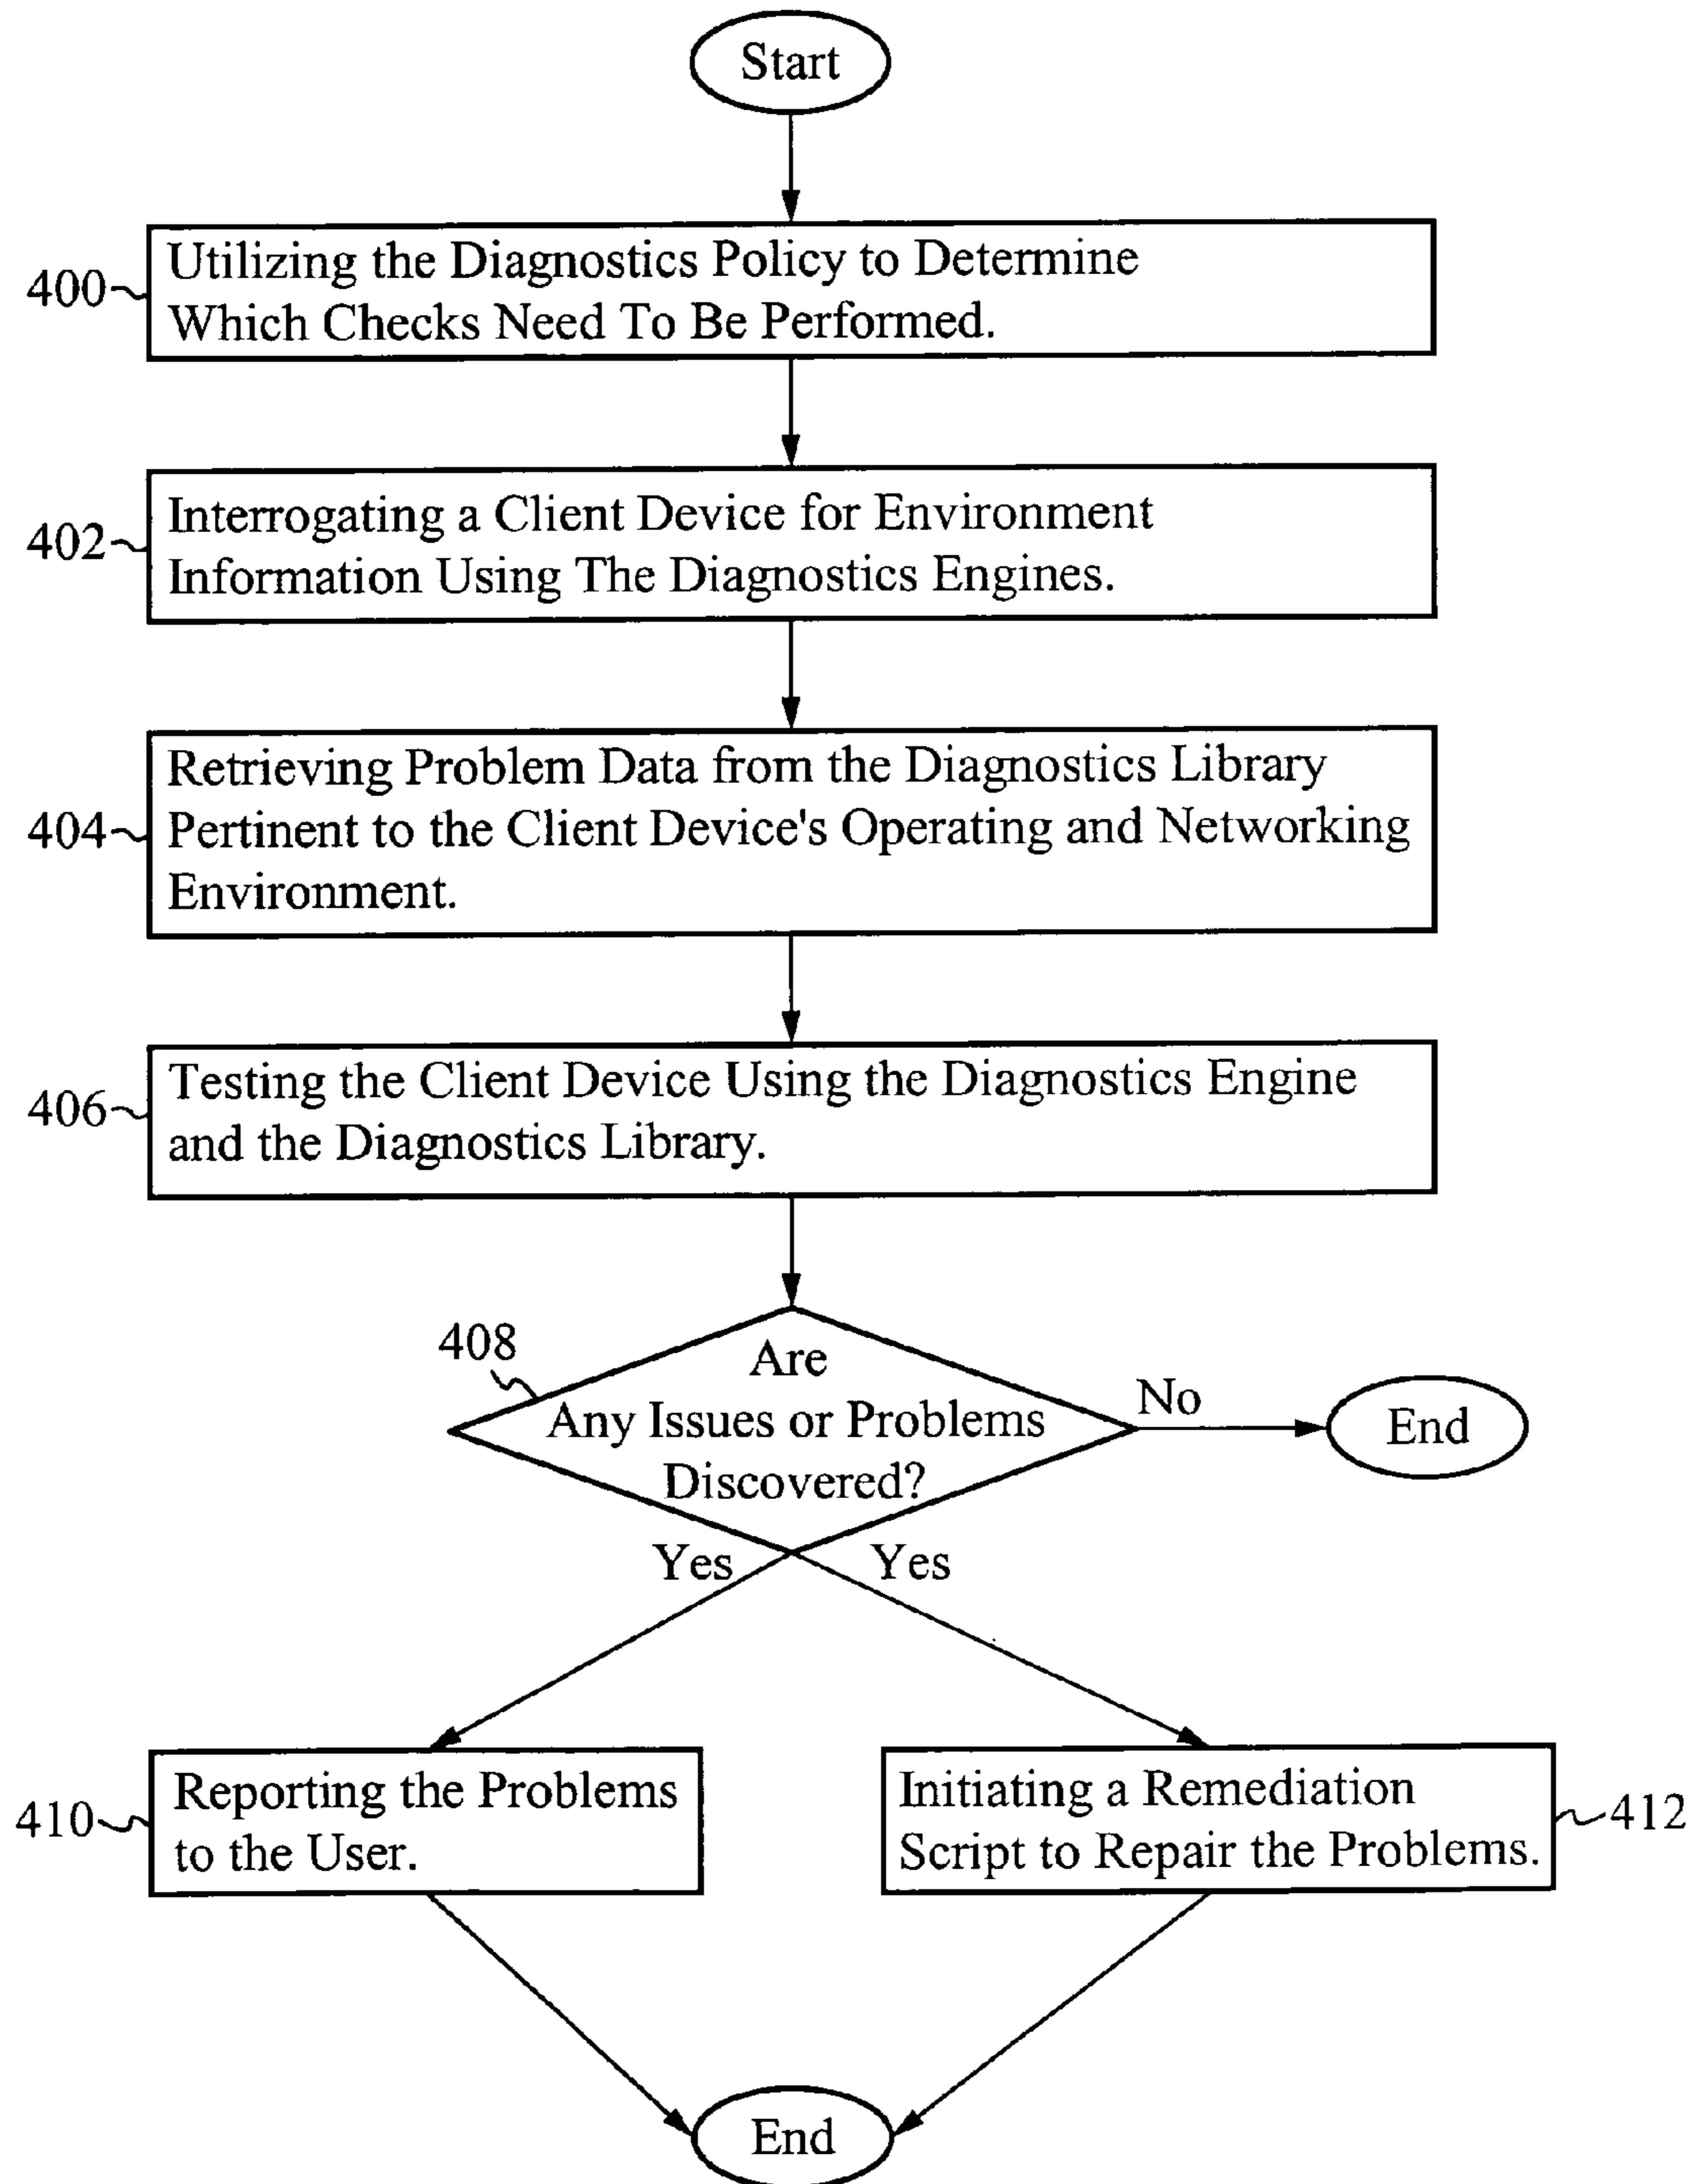 Start
400
Utilizing the Diagnostics Policy to Determine
Which Checks Need To Be Performed.
402
Interrogating a Client Device for Environment
Information Using The Diagnostics Engines.
404
Retrieving Problem Data from the Diagnostics Library
Pertinent to the Client Device's Operating and Networking
Environment.
406
Testing the Client Device Using the Diagnostics Engine
and the Diagnostics Library.
408
Are
Any Issues or Problems
Discovered?
No
End
Yes
Yes
410
Reporting the Problems
to the User.
Initiating a Remediation
Script to Repair the Problems.
412
End